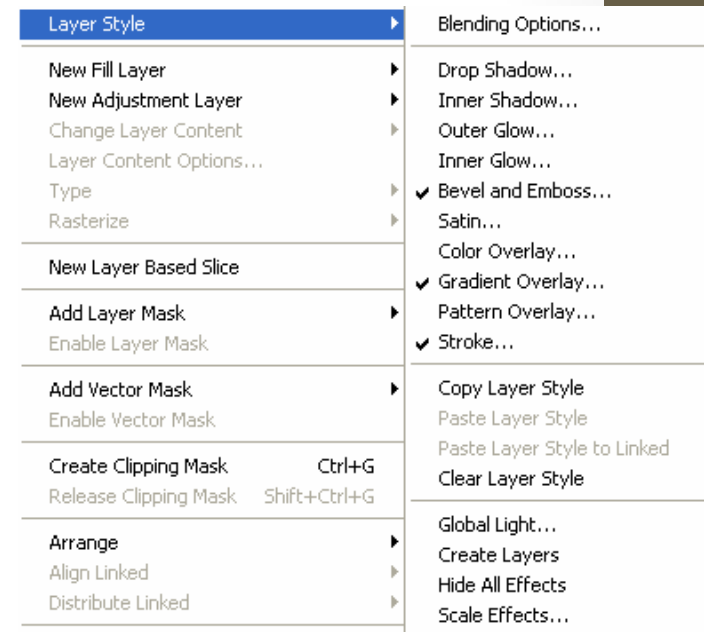 Layer Style
New Fill Layer
New Adjustment Layer
Change Layer Content
Layer Content Options...
Type
Rasterize
New Layer Based Slice
Add Layer Mask
Enable Layer Mask
Add Vector Mask
Enable Vector Mask
Create Clipping Mask Ctrl+G
Release Clipping Mask Shift+Ctrl+G
Arrange
Align Linked
Distribute Linked
Blending Options...
Drop Shadow...
Inner Shadow...
Outer Glow...
Inner Glow...
Bevel and Emboss...
Satin...
Color Overlay...
Gradient Overlay...
Pattern Overlay...
Stroke...
Copy Layer Style
Paste Layer Style
Paste Layer Style to Linked
Clear Layer Style
Global Light...
Create Layers
Hide All Effects
Scale Effects...